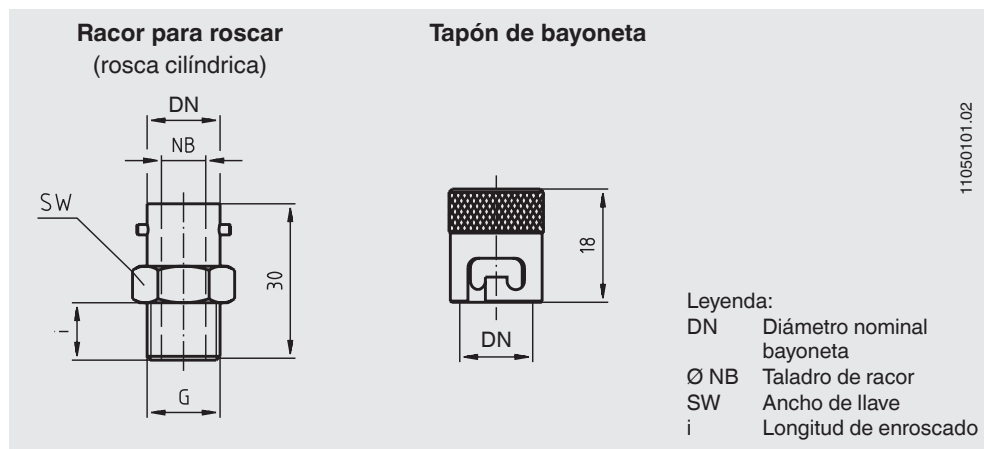 Racor para roscar
(rosca cilíndrica)
DN
NB
SW
30
i
G
Tapón de bayoneta
18
DN
11050101.02
Leyenda:
DN Diámetro nominal
bayoneta
Ø NB Taladro de racor
SW Ancho de llave
i Longitud de enroscado